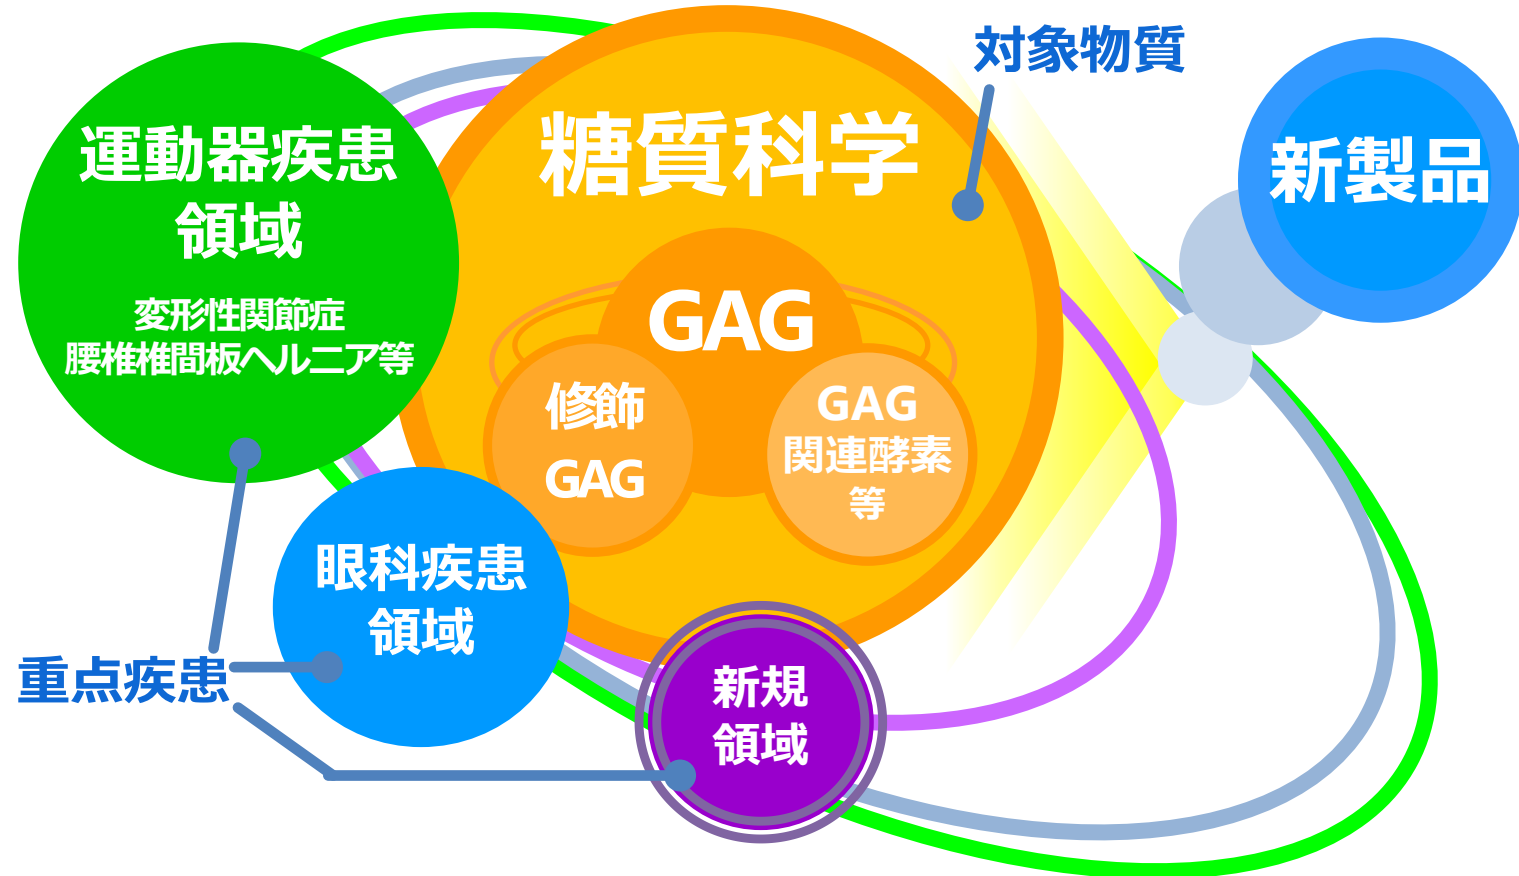 対象物質
糖質科学
新製品
運動器疾患
領域
変形性関節症
腰椎椎間板ヘルニア等
GAG
修飾
GAG
GAG
関連酵素
等
眼科疾患
領域
重点疾患
新規
領域